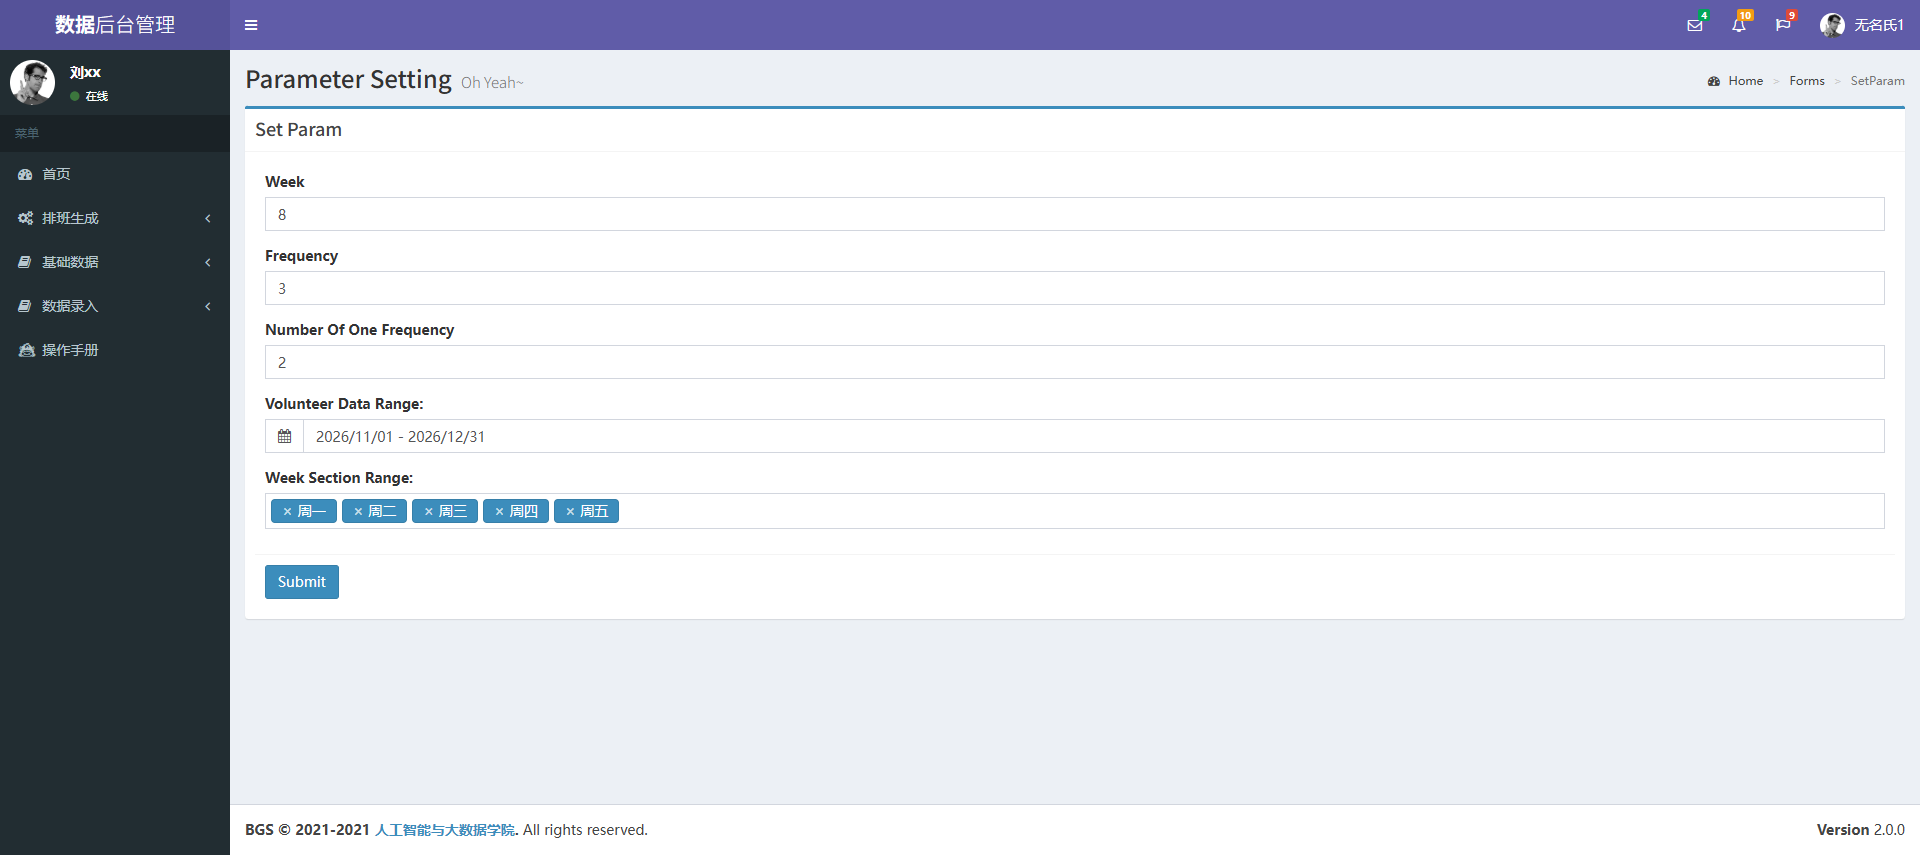 数据后台管理
4
10
9
无名氏1
刘xx
在线
菜单
首页
排班生成
基础数据
数据录入
操作手册
Parameter Setting Oh Yeah~
Home > Forms > SetParam
Set Param
Week
8
Frequency
3
Number Of One Frequency
2
Volunteer Data Range:
2026/11/01 - 2026/12/31
Week Section Range:
× 周一 × 周二 × 周三 × 周四 × 周五
Submit
BGS © 2021-2021 人工智能与大数据学院. All rights reserved.
Version 2.0.0